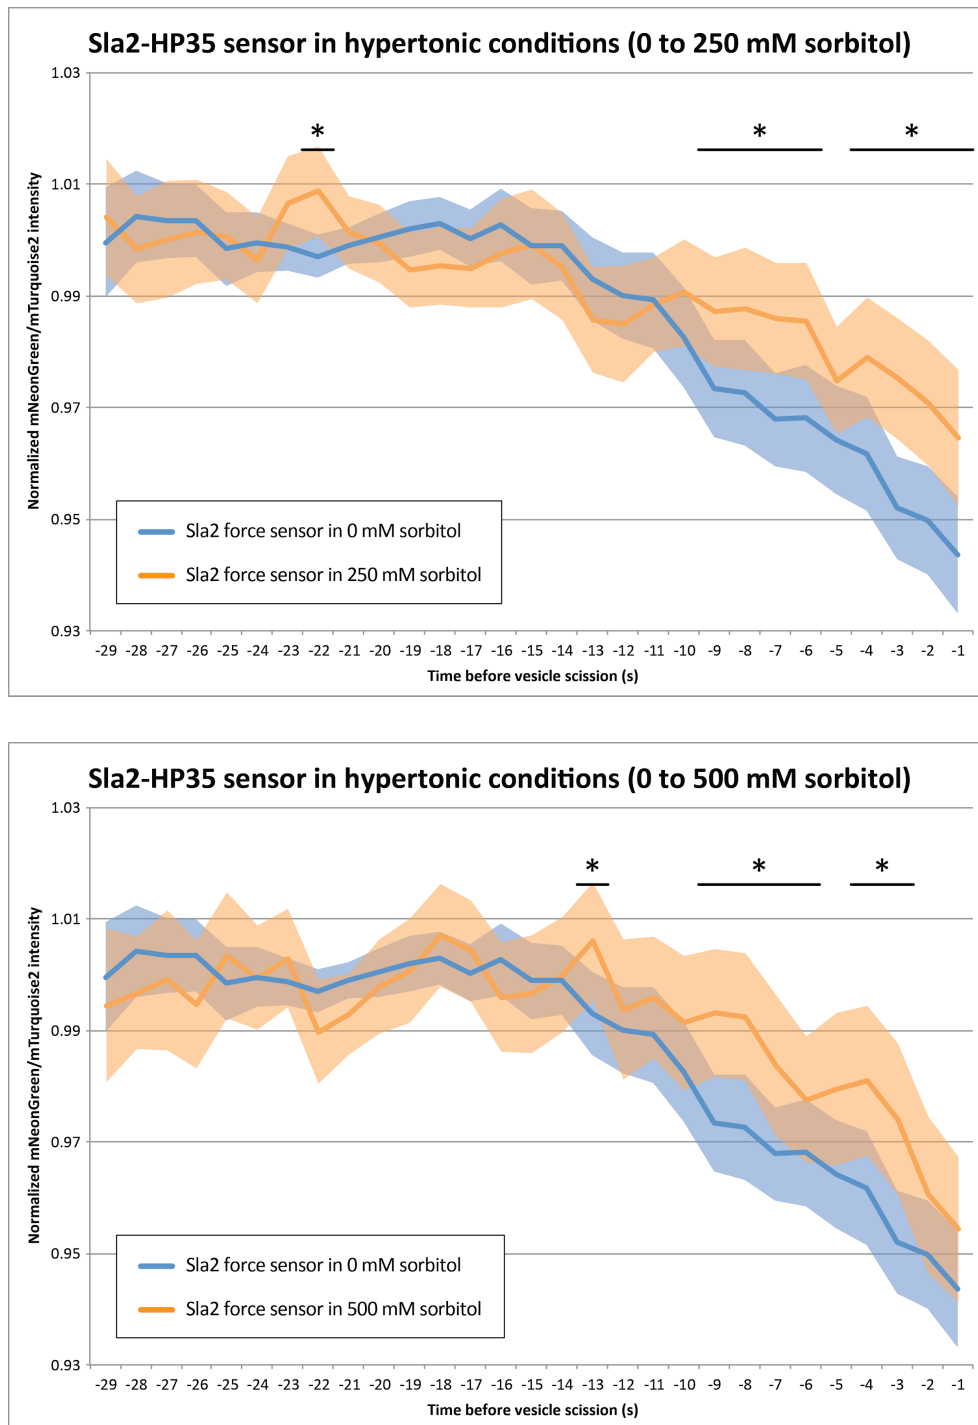 Sla2-HP35 sensor in hypertonic conditions (0 to 250 mM sorbitol)
Normalized mNeonGreen/mTurquoise2 intensity
1.03
1.01
0.99
0.97
0.95
0.93
* * *
Sla2 force sensor in 0 mM sorbitol
Sla2 force sensor in 250 mM sorbitol
-29 -28 -27 -26 -25 -24 -23 -22 -21 -20 -19 -18 -17 -16 -15 -14 -13 -12 -11 -10 -9 -8 -7 -6 -5 -4 -3 -2 -1
Time before vesicle scission (s)
Sla2-HP35 sensor in hypertonic conditions (0 to 500 mM sorbitol)
Normalized mNeonGreen/mTurquoise2 intensity
1.03
1.01
0.99
0.97
0.95
0.93
* * *
Sla2 force sensor in 0 mM sorbitol
Sla2 force sensor in 500 mM sorbitol
-29 -28 -27 -26 -25 -24 -23 -22 -21 -20 -19 -18 -17 -16 -15 -14 -13 -12 -11 -10 -9 -8 -7 -6 -5 -4 -3 -2 -1
Time before vesicle scission (s)